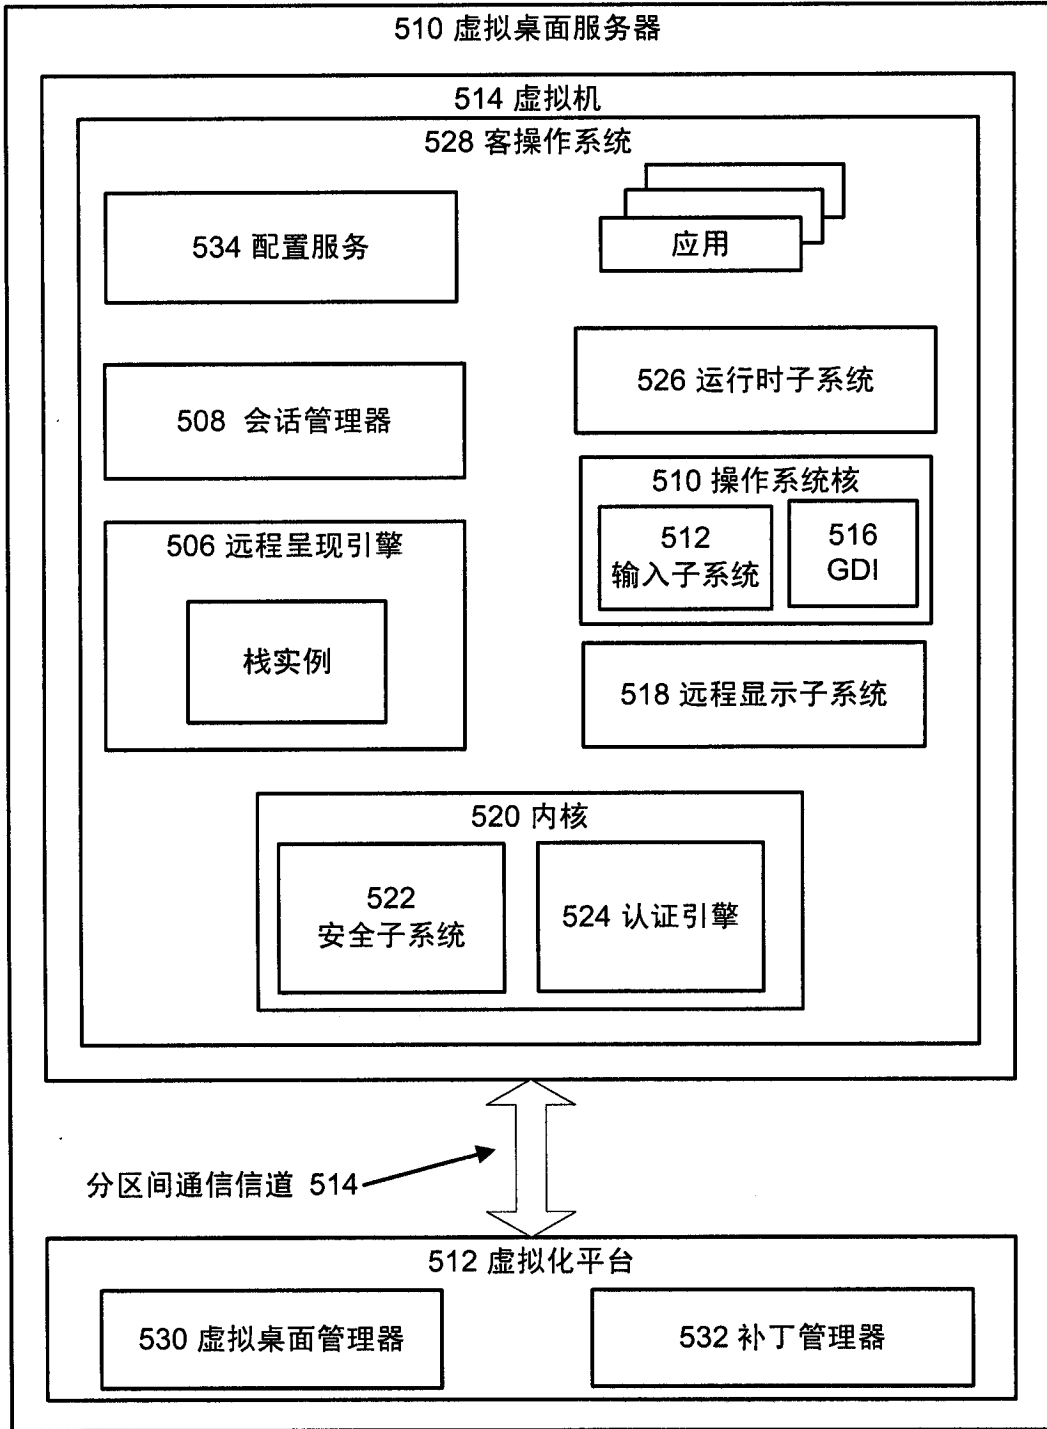 510 虚拟桌面服务器
514 虚拟机
528 客操作系统
534 配置服务
应用
508 会话管理器
526 运行时子系统
506 远程呈现引擎
栈实例
510 操作系统核
512
输入子系统
516
GDI
518 远程显示子系统
520 内核
522
安全子系统
524 认证引擎
分区间通信信道 514
512 虚拟化平台
530 虚拟桌面管理器
532 补丁管理器